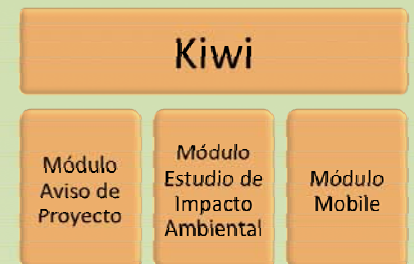 Kiwi
Módulo
Aviso de
Proyecto
Módulo
Estudio de
Impacto
Ambiental
Módulo
Mobile